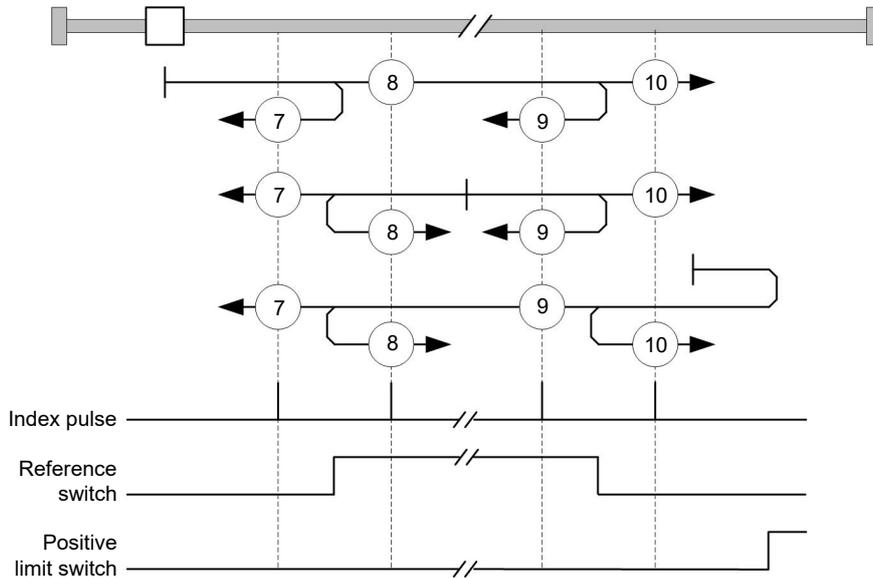 8 10
7 9
7 10
8 9
7 9
8 10
Index pulse
Reference
switch
Positive
limit switch